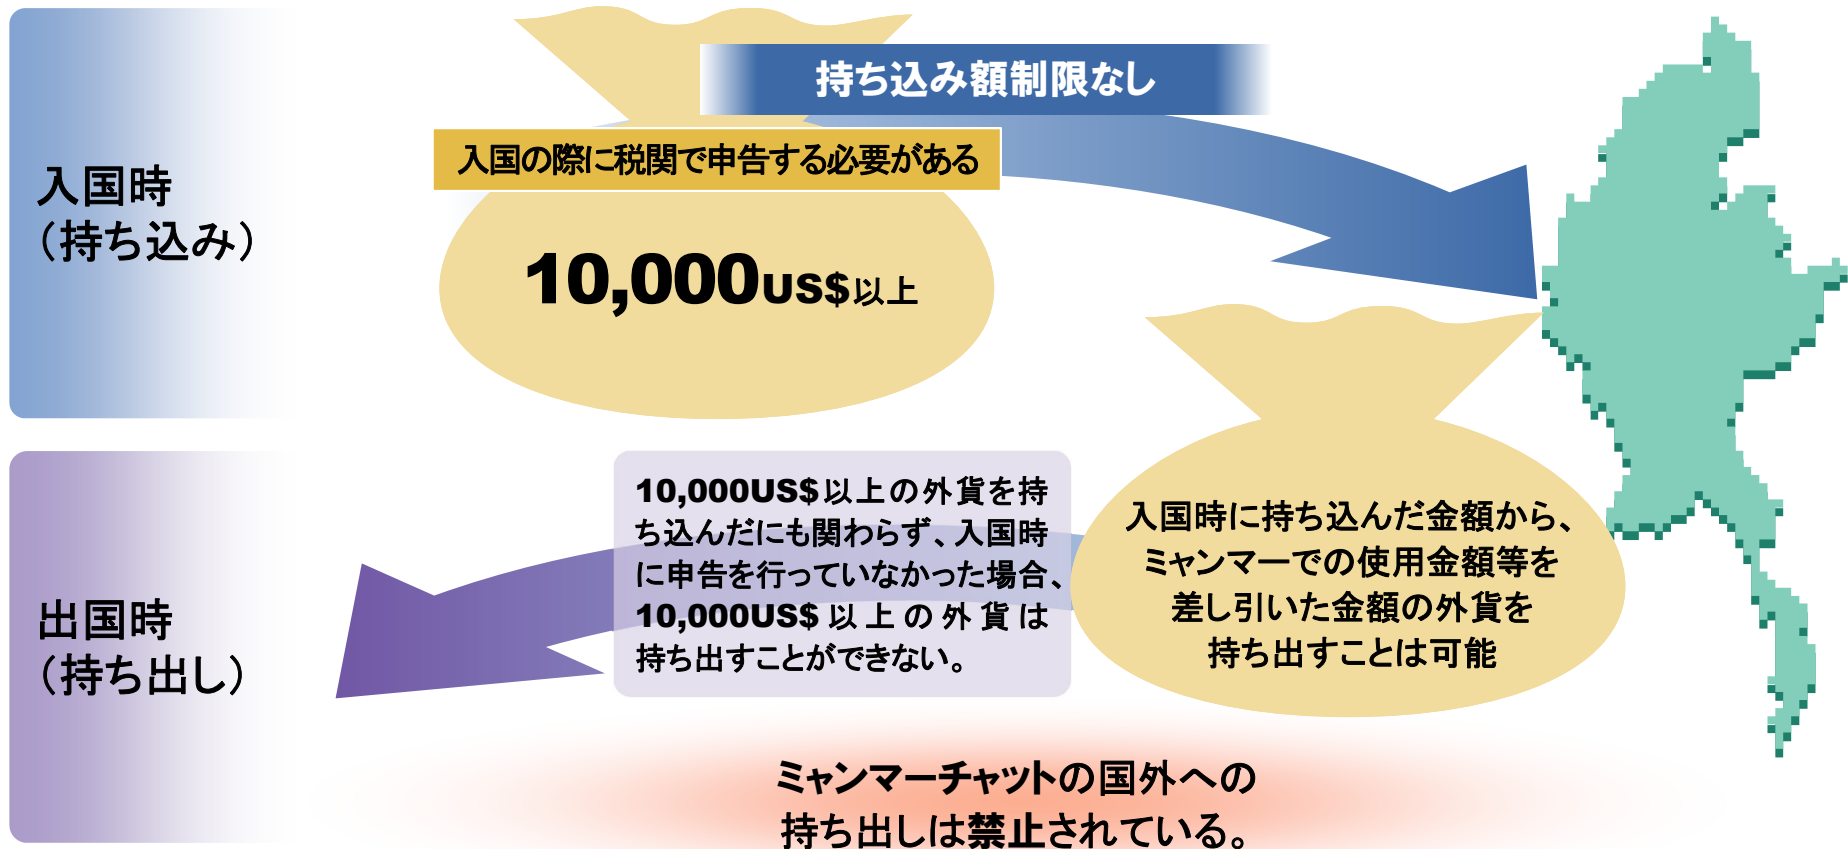 入国時
（持ち込み）
持ち込み額制限なし
入国の際に税関で申告する必要がある
10,000US$以上
出国時
（持ち出し）
10,000US$以上の外貨を持
ち込んだにも関わらず、入国時
に申告を行っていなかった場合、
10,000US$以上の外貨は
持ち出すことができない。
入国時に持ち込んだ金額から、
ミャンマーでの使用金額等を
差し引いた金額の外貨を
持ち出すことは可能
ミャンマーチャットの国外への
持ち出しは禁止されている。